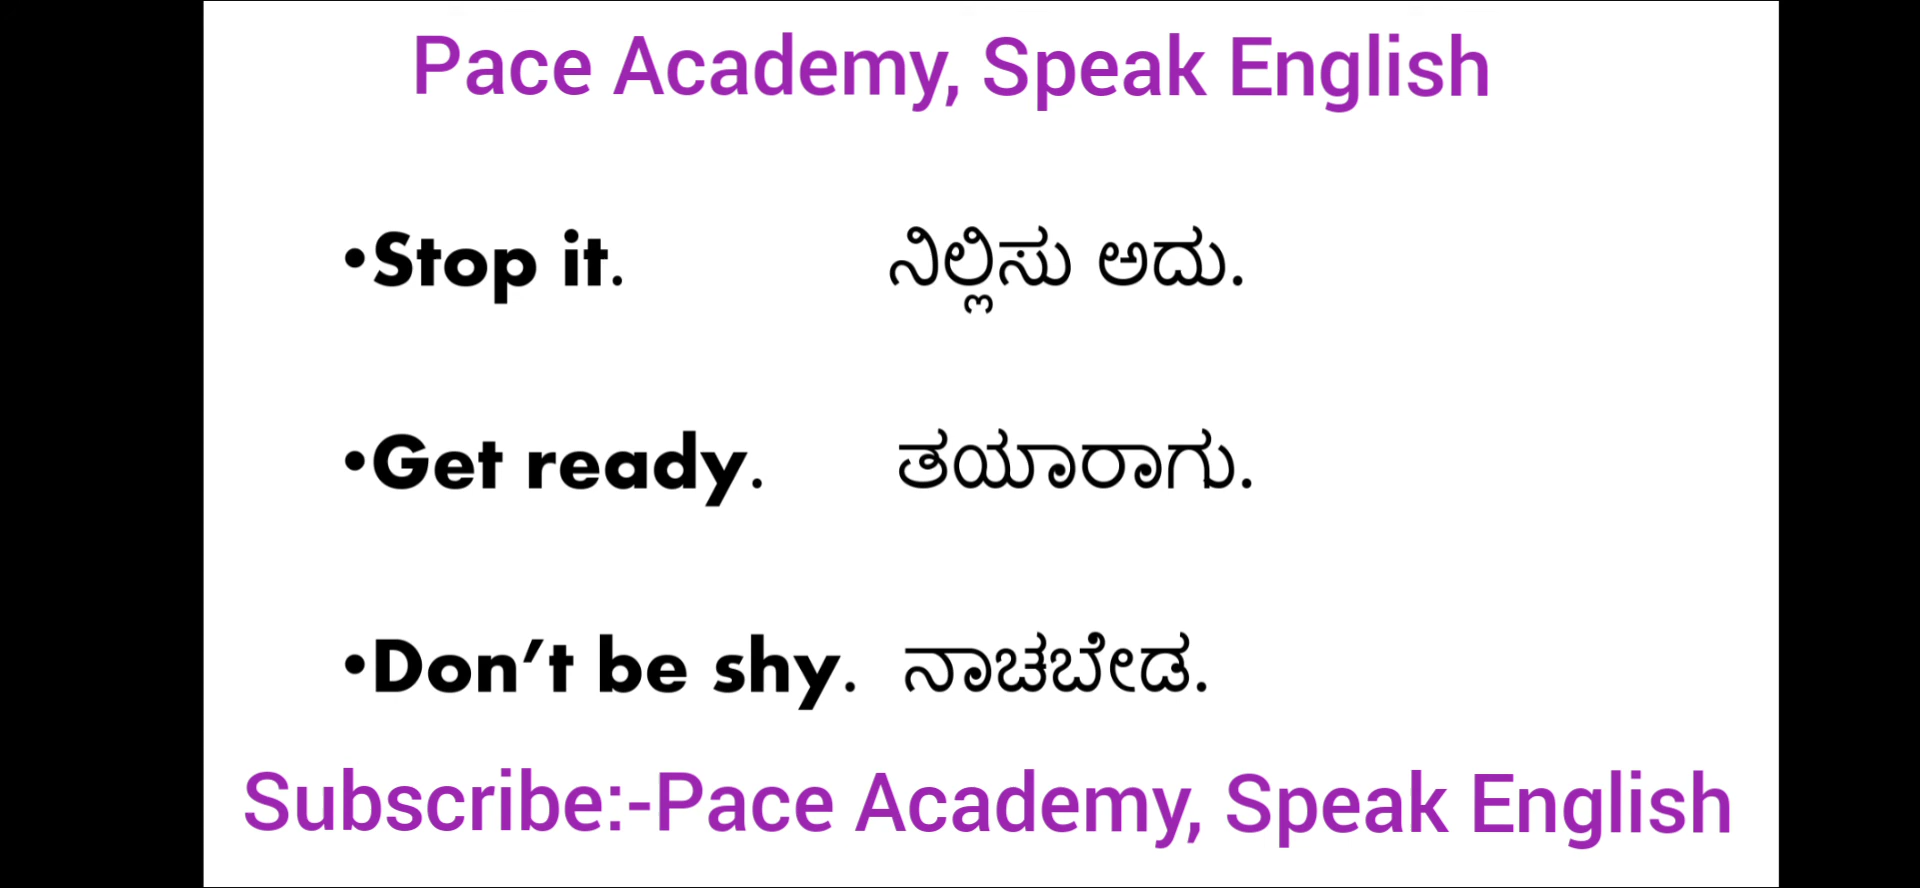 Pace Academy, Speak English
•Stop it. ನಿಲ್ಲಿಸು ಅದು.
•Get ready. ತಯಾರಾಗು.
•Don’t be shy. ನಾಚಬೇಡ.
Subscribe:-Pace Academy, Speak English